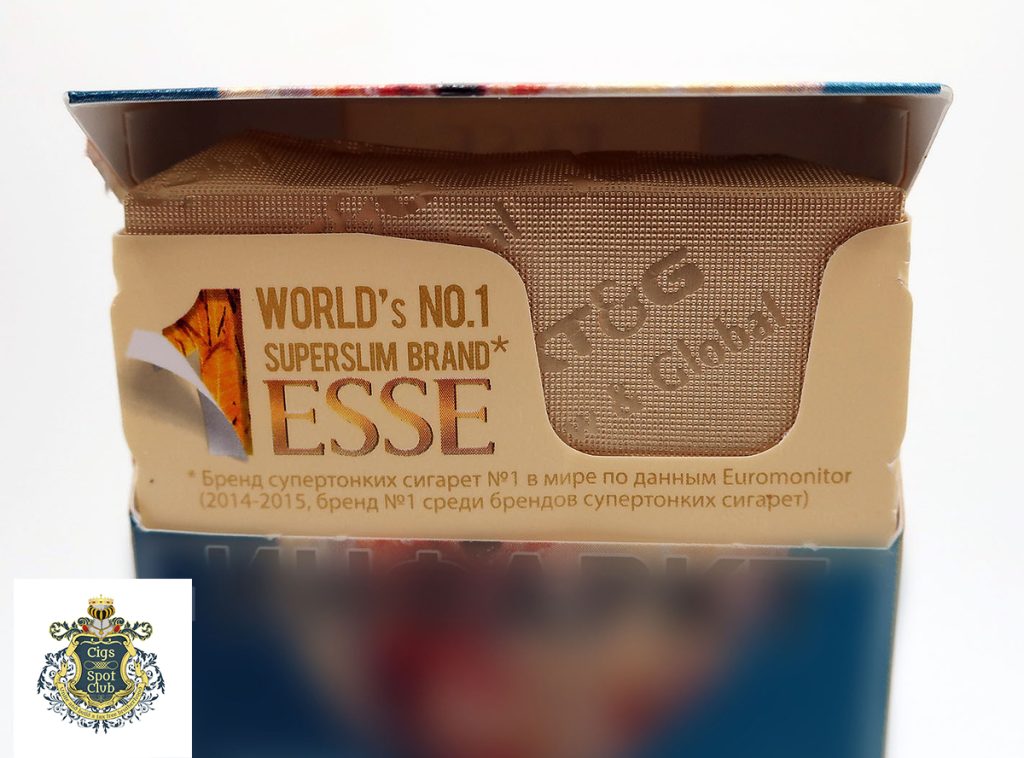 T&G
& Global
1 WORLD's NO.1
SUPERSLIM BRAND*
ESSE
* Бренд супертонких сигарет №1 в мире по данным Euromonitor
(2014-2015, бренд №1 среди брендов супертонких сигарет)
Cigs
Spot
Club